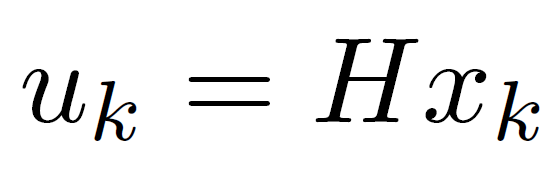 u_k = Hx_k